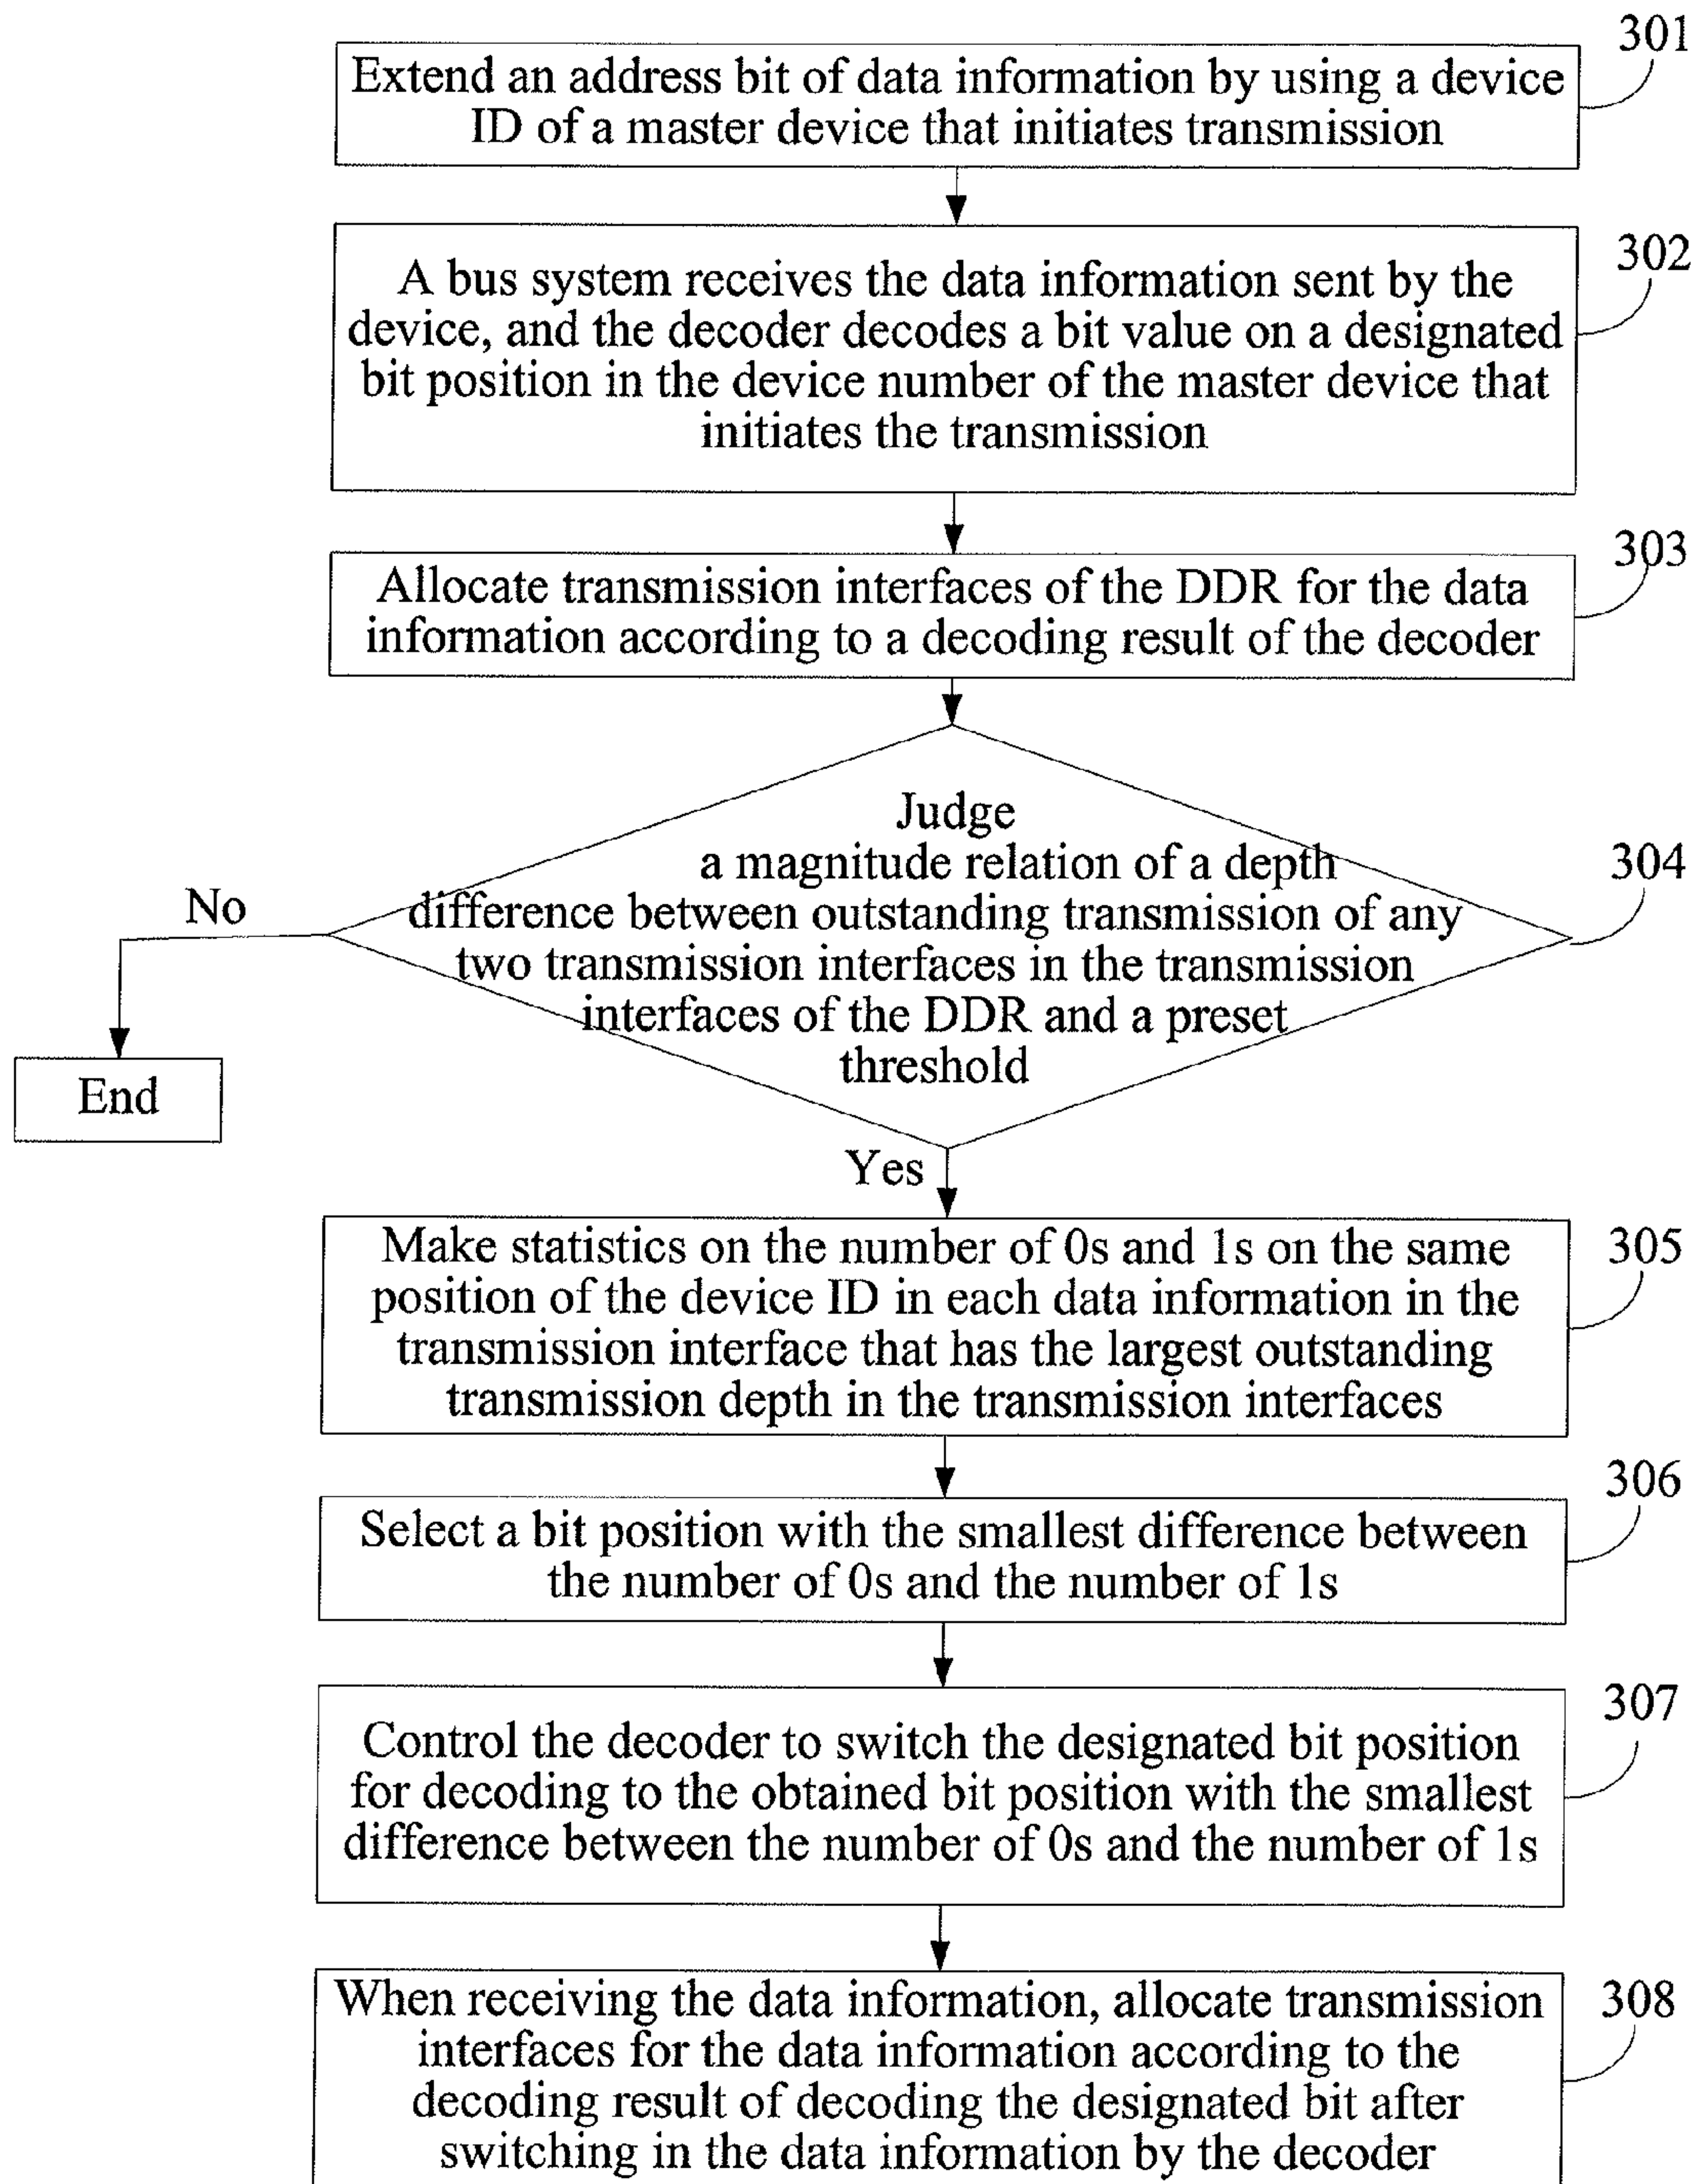 301
Extend an address bit of data information by using a device
ID of a master device that initiates transmission
302
A bus system receives the data information sent by the
device, and the decoder decodes a bit value on a designated
bit position in the device number of the master device that
initiates the transmission
303
Allocate transmission interfaces of the DDR for the data
information according to a decoding result of the decoder
304
Judge
a magnitude relation of a depth
difference between outstanding transmission of any
two transmission interfaces in the transmission
interfaces of the DDR and a preset
threshold
No
End
Yes
305
Make statistics on the number of 0s and 1s on the same
position of the device ID in each data information in the
transmission interface that has the largest outstanding
transmission depth in the transmission interfaces
306
Select a bit position with the smallest difference between
the number of 0s and the number of 1s
307
Control the decoder to switch the designated bit position
for decoding to the obtained bit position with the smallest
difference between the number of 0s and the number of 1s
308
When receiving the data information, allocate transmission
interfaces for the data information according to the
decoding result of decoding the designated bit after
switching in the data information by the decoder